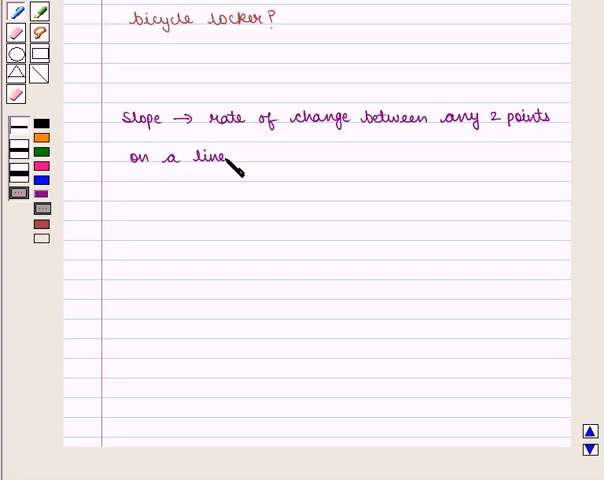 bicycle locker?
Slope → rate of change between any 2 points
on a line